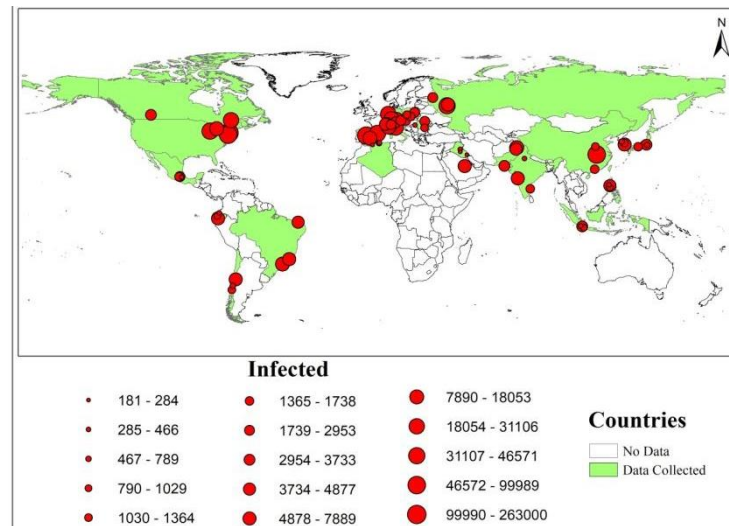 N
Infected
181 - 284
285 - 466
467 - 789
790 - 1029
1030 - 1364
1365 - 1738
1739 - 2953
2954 - 3733
3734 - 4877
4878 - 7889
7890 - 18053
18054 - 31106
31107 - 46571
46572 - 99989
99990 - 263000
Countries
No Data
Data Collected